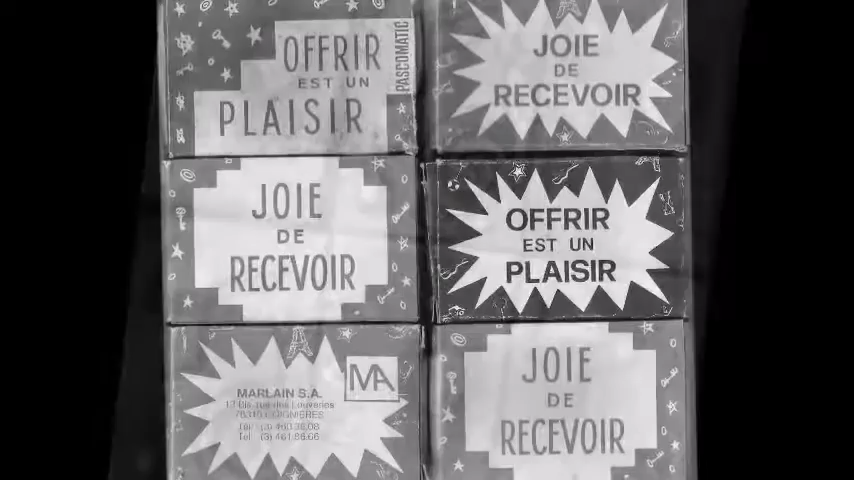 OFFRIR
EST UN
PLAISIR
PASCOMATIC
JOIE
DE
RECEVOIR
JOIE
DE
RECEVOIR
OFFRIR
EST UN
PLAISIR
MARLAIN S.A.
MA
JOIE
DE
RECEVOIR